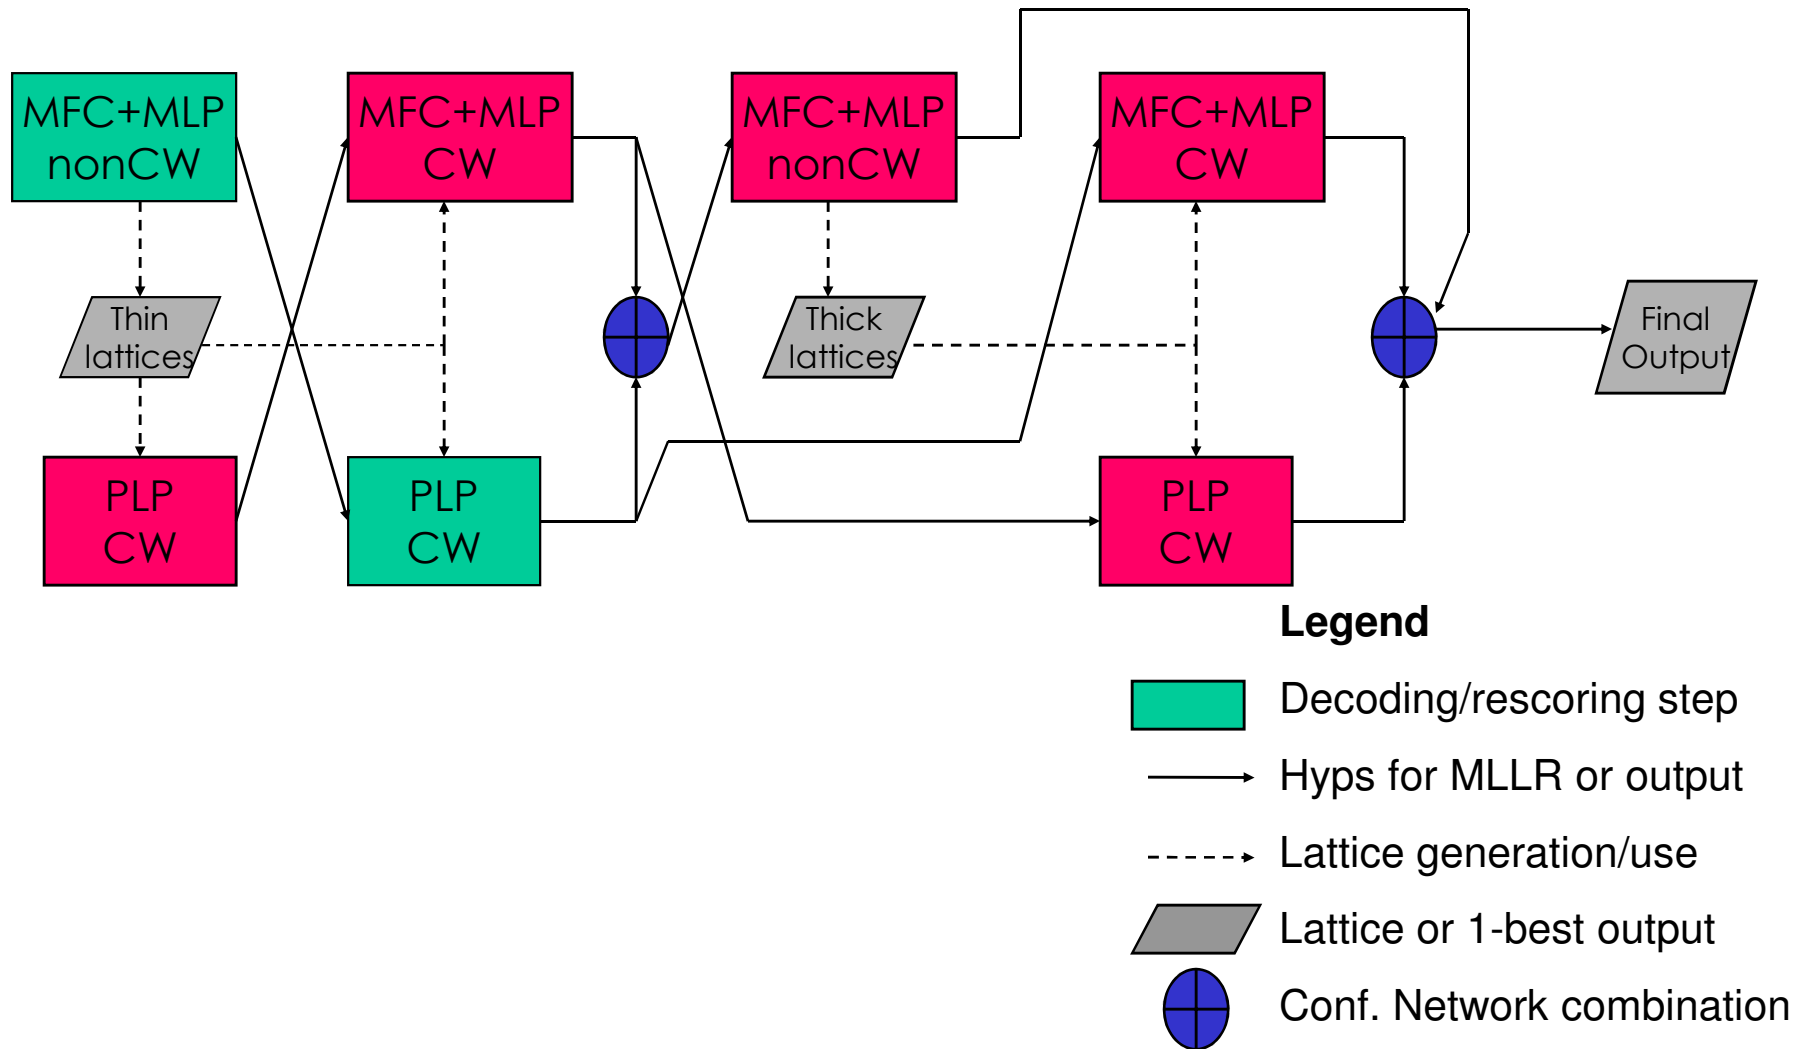 MFC+MLP
nonCW
MFC+MLP
CW
MFC+MLP
nonCW
MFC+MLP
CW
Thin
lattices
Thick
lattices
Final
Output
PLP
CW
PLP
CW
PLP
CW
Legend
Decoding/rescoring step
Hyps for MLLR or output
Lattice generation/use
Lattice or 1-best output
Conf. Network combination